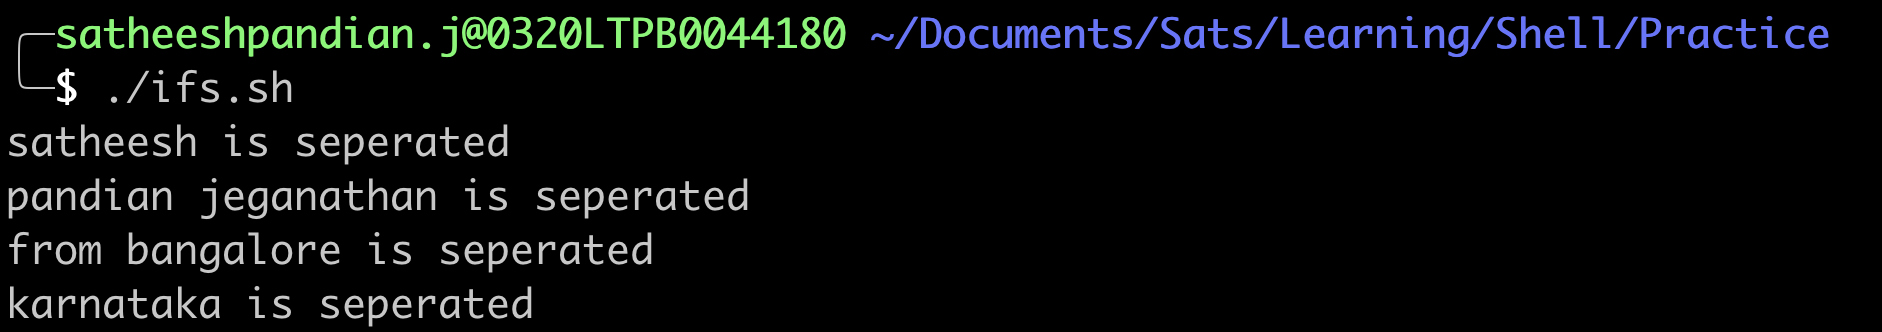 satheeshpandian.j@0320LTPB0044180 ~/Documents/Sats/Learning/Shell/Practice
$ ./ifs.sh
satheesh is seperated
pandian jeganathan is seperated
from bangalore is seperated
karnataka is seperated